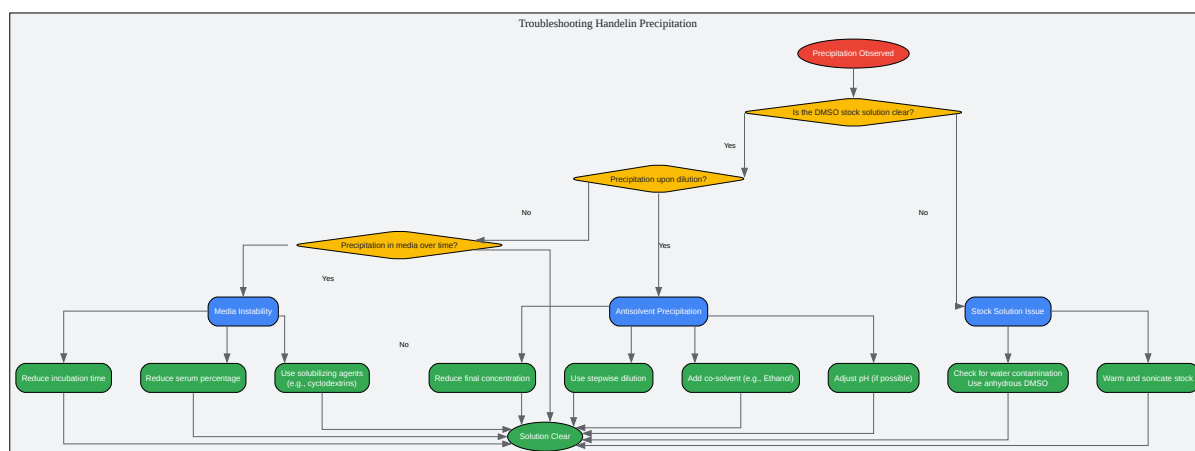 Troubleshooting Handelin Precipitation
Precipitation Observed
Is the DMSO stock solution clear?
Yes
Precipitation upon dilution?
No
No
Precipitation in media over time?
Yes
Yes
Media Instability
Antisolvent Precipitation
Stock Solution Issue
No
Reduce incubation time
Reduce serum percentage
Use solubilizing agents
(e.g., cyclodextrins)
Reduce final concentration
Use stepwise dilution
Add co-solvent (e.g., Ethanol)
Adjust pH (if possible)
Check for water contamination
Use anhydrous DMSO
Warm and sonicate stock
Solution Clear